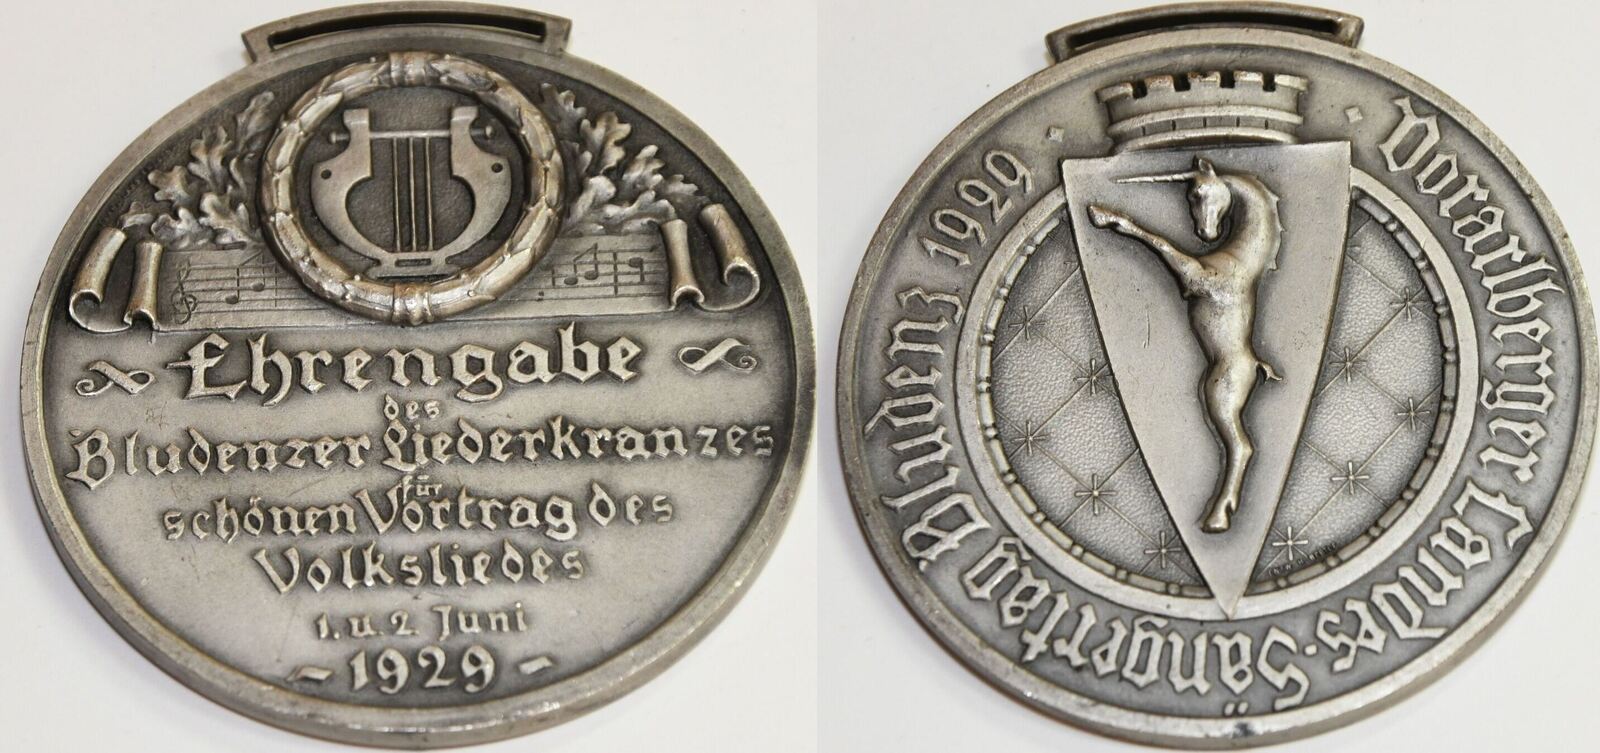 Ehrengabe
des
Bludenzer Liederkranzes
für
schönen Vortrag des
Volksliedes
1. u. 2. Juni
- 1929 -
Vorarlberger Landes-Sängertag Bludenz 1929